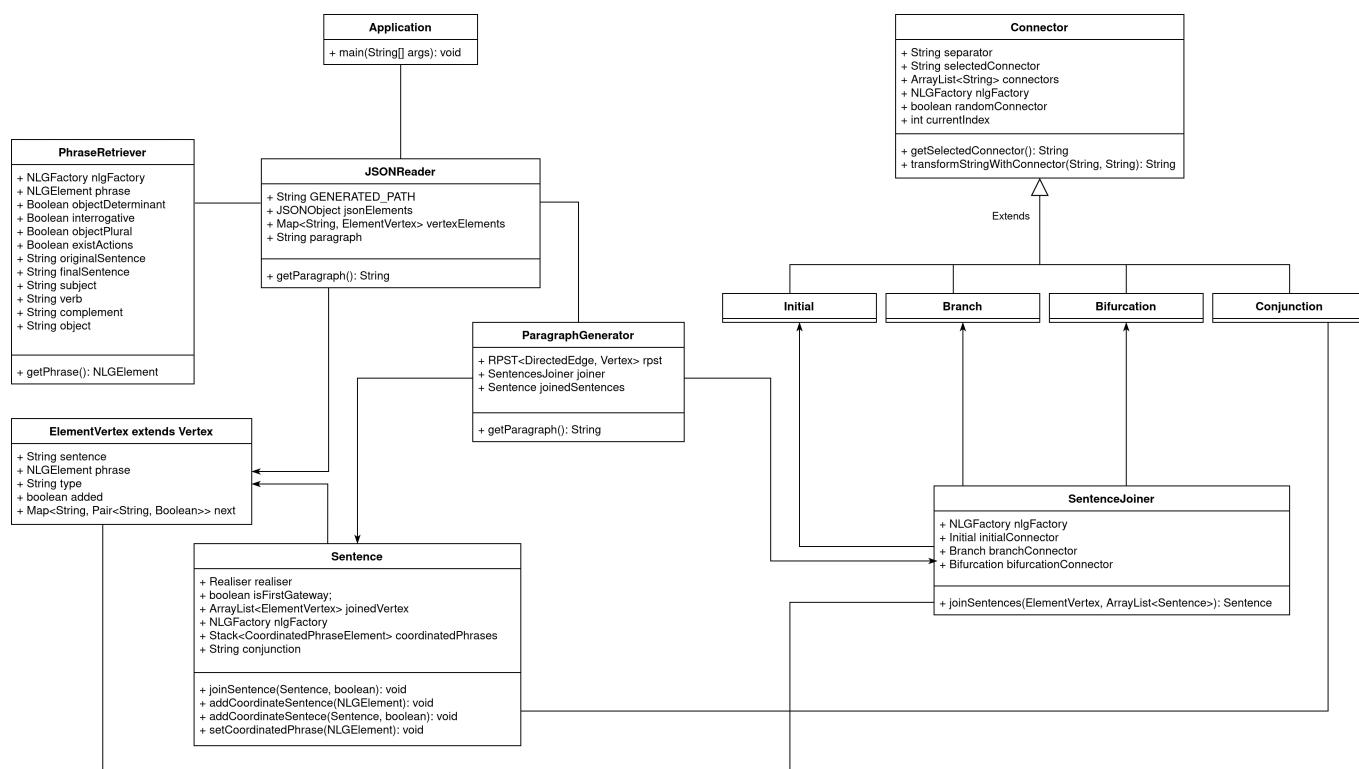 Application
+ main(String[] args): void
Connector
+ String separator
+ String selectedConnector
+ ArrayList<String> connectors
+ NLGFactory nlgFactory
+ boolean randomConnector
+ int currentIndex
+ getSelectedConnector(): String
+ transformStringWithConnector(String, String): String
Extends
PhraseRetriever
+ NLGFactory nlgFactory
+ NLGElement phrase
+ Boolean objectDeterminant
+ Boolean interrogative
+ Boolean objectPlural
+ Boolean existActions
+ String originalSentence
+ String finalSentence
+ String subject
+ String verb
+ String complement
+ String object
+ getPhrase(): NLGElement
JSONReader
+ String GENERATED_PATH
+ JSONObject jsonElements
+ Map<String, ElementVertex> vertexElements
+ String paragraph
+ getParagraph(): String
Initial
Branch
Bifurcation
Conjunction
ParagraphGenerator
+ RPST<DirectedEdge, Vertex> rpst
+ SentencesJoiner joiner
+ Sentence joinedSentences
+ getParagraph(): String
ElementVertex extends Vertex
+ String sentence
+ NLGElement phrase
+ String type
+ boolean added
+ Map<String, Pair<String, Boolean>> next
SentenceJoiner
+ NLGFactory nlgFactory
+ Initial initialConnector
+ Branch branchConnector
+ Bifurcation bifurcationConnector
+ joinSentences(ElementVertex, ArrayList<Sentence>): Sentence
Sentence
+ Realiser realiser
+ boolean isFirstGateway;
+ ArrayList<ElementVertex> joinedVertex
+ NLGFactory nlgFactory
+ Stack<CoordinatedPhraseElement> coordinatedPhrases
+ String conjunction
+ joinSentence(Sentence, boolean): void
+ addCoordinateSentence(NLGElement): void
+ addCoordinateSentece(Sentence, boolean): void
+ setCoordinatedPhrase(NLGElement): void